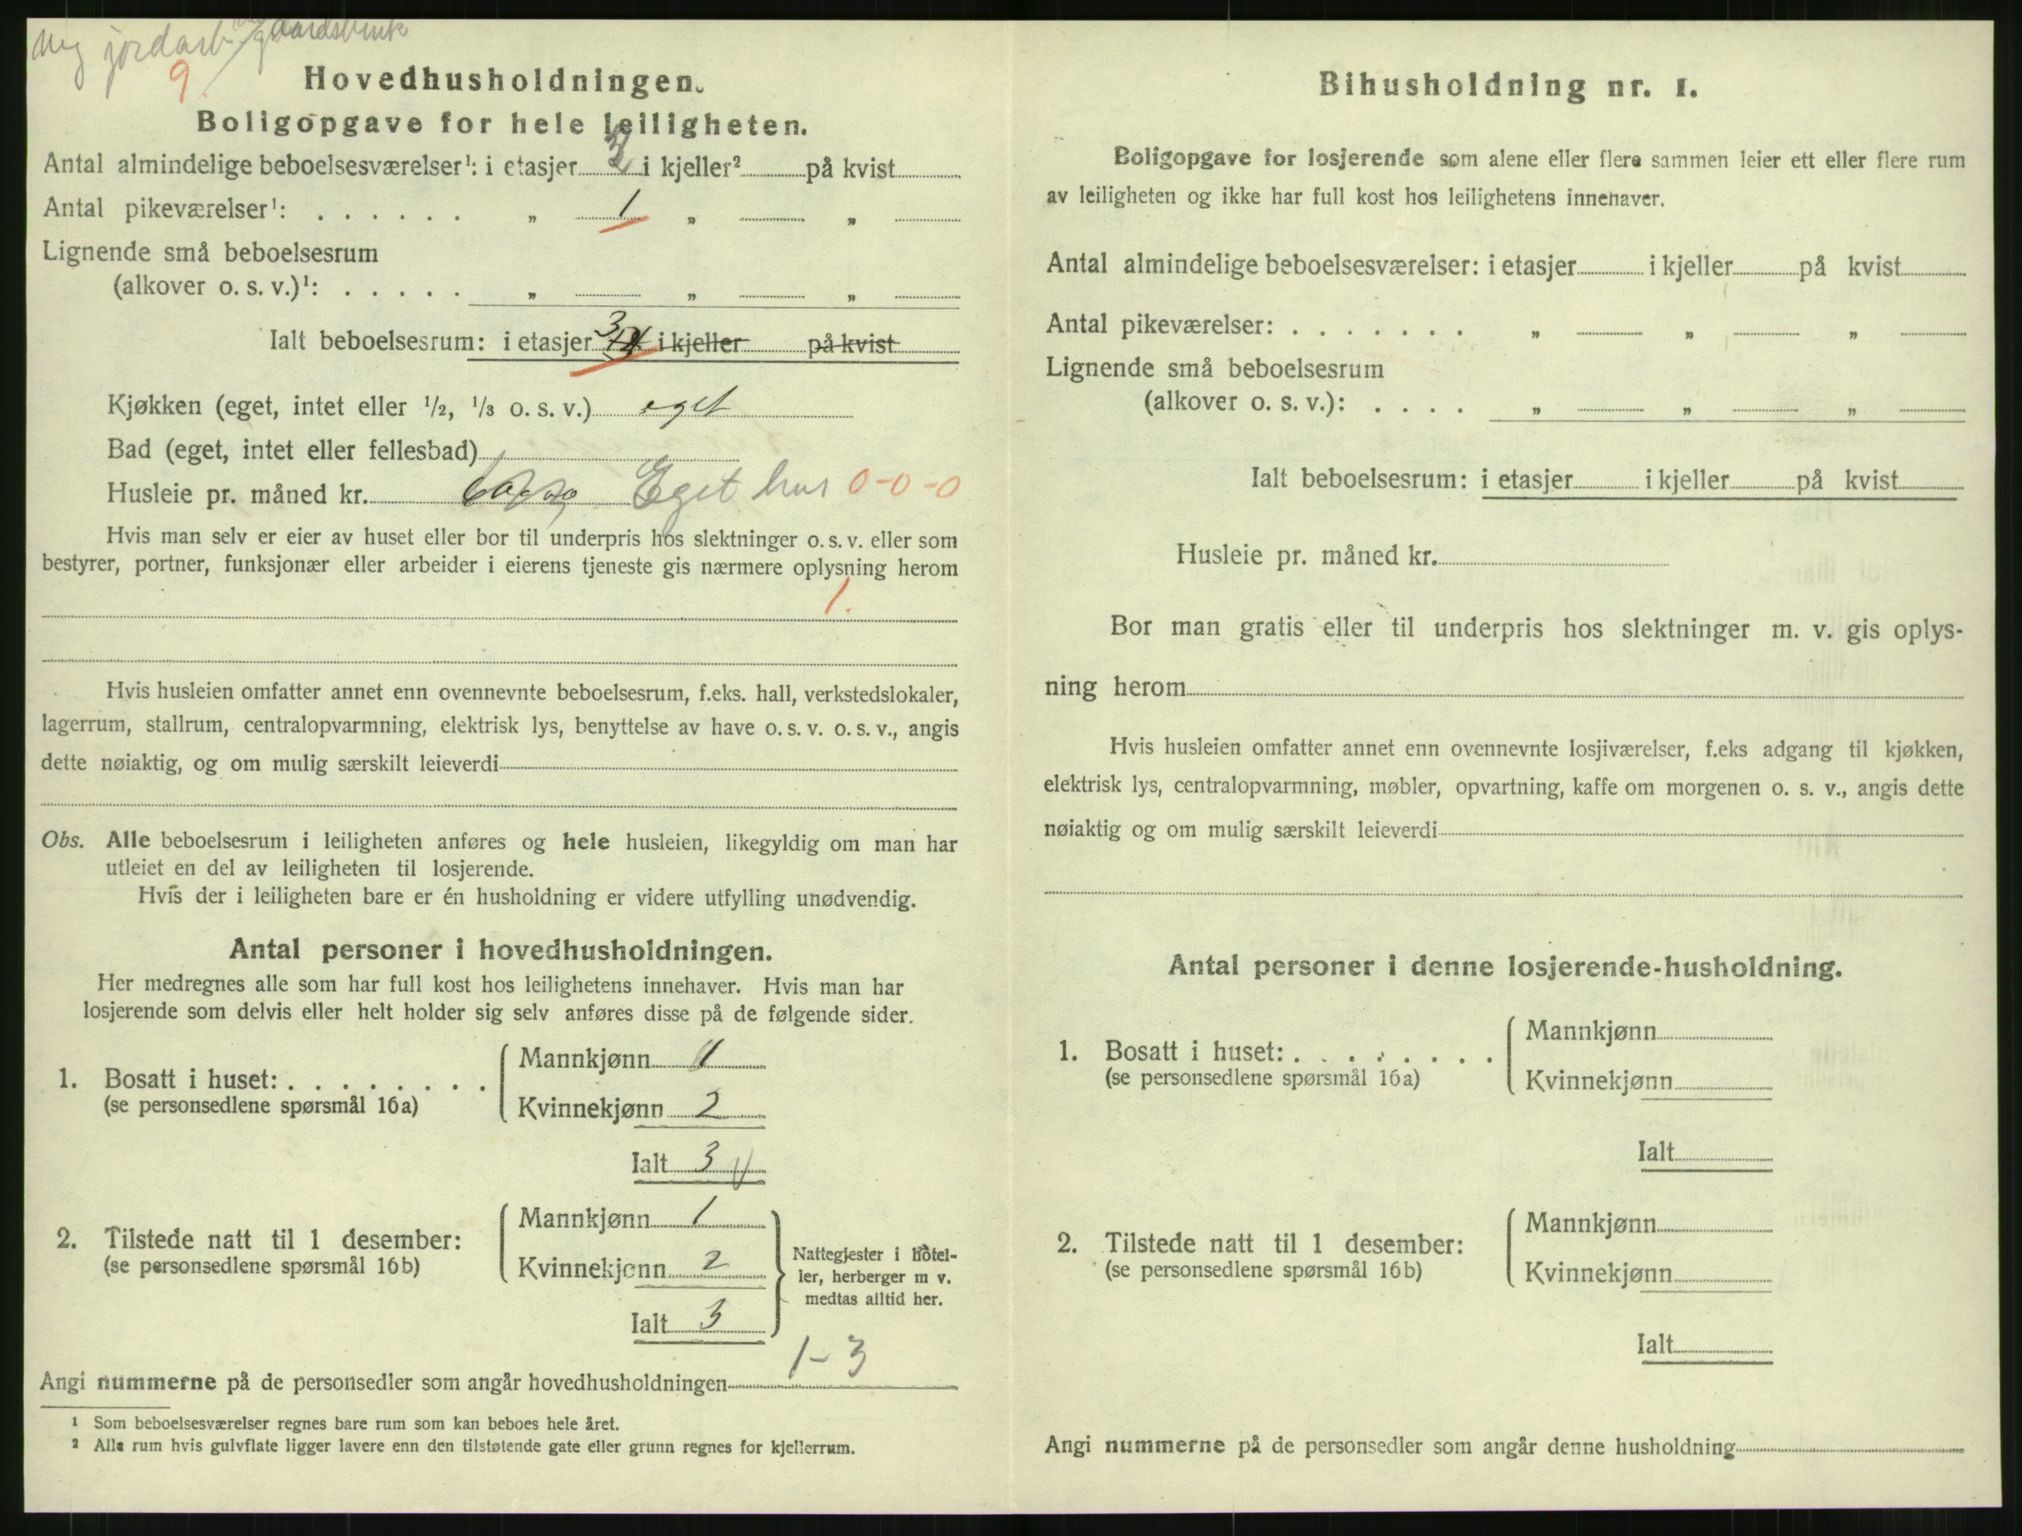 jordarb gaardsbruk
9.
Hovedhusholdningen.
Boligopgave for hele leiligheten.
Antal almindelige beboelsesværelser¹: i etasjer i kjeller² på kvist
Antal pikeværelser¹: . . . . . . „ 1 „ „
Lignende små beboelsesrum
(alkover o. s. v.)¹: . . . . . „ „ „
Ialt beboelsesrum: i etasjer 3 i kjeller på kvist
Kjøkken (eget, intet eller ½, ⅓ o. s. v.) eget
Bad (eget, intet eller fellesbad)
Husleie pr. måned kr. Eget hus 0-0-0
Hvis man selv er eier av huset eller bor til underpris hos slektninger o. s. v. eller som
bestyrer, portner, funksjonær eller arbeider i eierens tjeneste gis nærmere oplysning herom
1.
Hvis husleien omfatter annet enn ovennevnte beboelsesrum, f.eks. hall, verkstedslokaler,
lagerrum, stallrum, centralopvarmning, elektrisk lys, benyttelse av have o. s. v. o. s. v., angis
dette nøiaktig, og om mulig særskilt leieverdi
Obs. Alle beboelsesrum i leiligheten anføres og hele husleien, likegyldig om man har
utleiet en del av leiligheten til losjerende.
Hvis der i leiligheten bare er én husholdning er videre utfylling unødvendig.
Antal personer i hovedhusholdningen.
Her medregnes alle som har full kost hos leilighetens innehaver. Hvis man har
losjerende som delvis eller helt holder sig selv anføres disse på de følgende sider.
1. Bosatt i huset: . . . . . . . .
(se personsedlene spørsmål 16a)
Mannkjønn 1
Kvinnekjønn 2
Ialt 3
2. Tilstede natt til 1 desember:
(se personsedlene spørsmål 16b)
Mannkjønn 1
Kvinnekjønn 2
Ialt 3
Nattegjester i hotel-
ler, herberger m v.
medtas alltid her.
Angi nummerne på de personsedler som angår hovedhusholdningen 1-3
¹ Som beboelsesværelser regnes bare rum som kan beboes hele året.
² Alle rum hvis gulvflate ligger lavere enn den tilstøtende gate eller grunn regnes for kjellerrum.
Bihusholdning nr. 1.
Boligopgave for losjerende som alene eller flere sammen leier ett eller flere rum
av leiligheten og ikke har full kost hos leilighetens innehaver.
Antal almindelige beboelsesværelser: i etasjer i kjeller på kvist
Antal pikeværelser: . . . . . . . „ „ „
Lignende små beboelsesrum
(alkover o. s. v.): . . . . „ „ „
Ialt beboelsesrum: i etasjer i kjeller på kvist
Husleie pr. måned kr.
Bor man gratis eller til underpris hos slektninger m. v. gis oplys-
ning herom
Hvis husleien omfatter annet enn ovennevnte losjiværelser, f.eks adgang til kjøkken,
elektrisk lys, centralopvarmning, møbler, opvartning, kaffe om morgenen o. s. v., angis dette
nøiaktig og om mulig særskilt leieverdi
Antal personer i denne losjerende-husholdning.
1. Bosatt i huset: . . . . . . . .
(se personsedlene spørsmål 16a)
Mannkjønn
Kvinnekjønn
Ialt
2. Tilstede natt til 1 desember:
(se personsedlene spørsmål 16b)
Mannkjønn
Kvinnekjønn
Ialt
Angi nummerne på de personsedler som angår denne husholdning